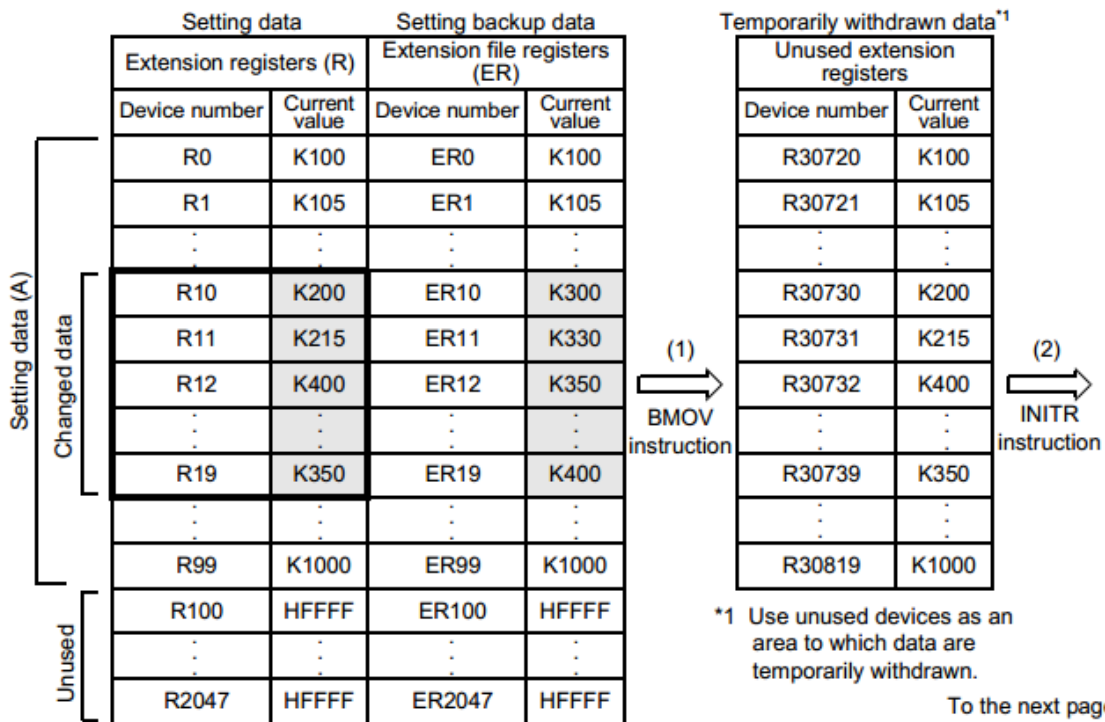 Setting data Setting backup data Temporarily withdrawn data*1
Extension registers (R) Extension file registers (ER) Unused extension registers
Device number Current value Device number Current value Device number Current value
R0 K100 ER0 K100 R30720 K100
R1 K105 ER1 K105 R30721 K105
: : : : : :
R10 K200 ER10 K300 R30730 K200
R11 K215 ER11 K330 R30731 K215
R12 K400 ER12 K350 R30732 K400
: : : : : :
R19 K350 ER19 K400 R30739 K350
: : : : : :
R99 K1000 ER99 K1000 R30819 K1000
R100 HFFFF ER100 HFFFF
: : : :
R2047 HFFFF ER2047 HFFFF
Setting data (A)
Changed data
Unused
(1)
BMOV
instruction
(2)
INITR
instruction
*1 Use unused devices as an
area to which data are
temporarily withdrawn.
To the next page